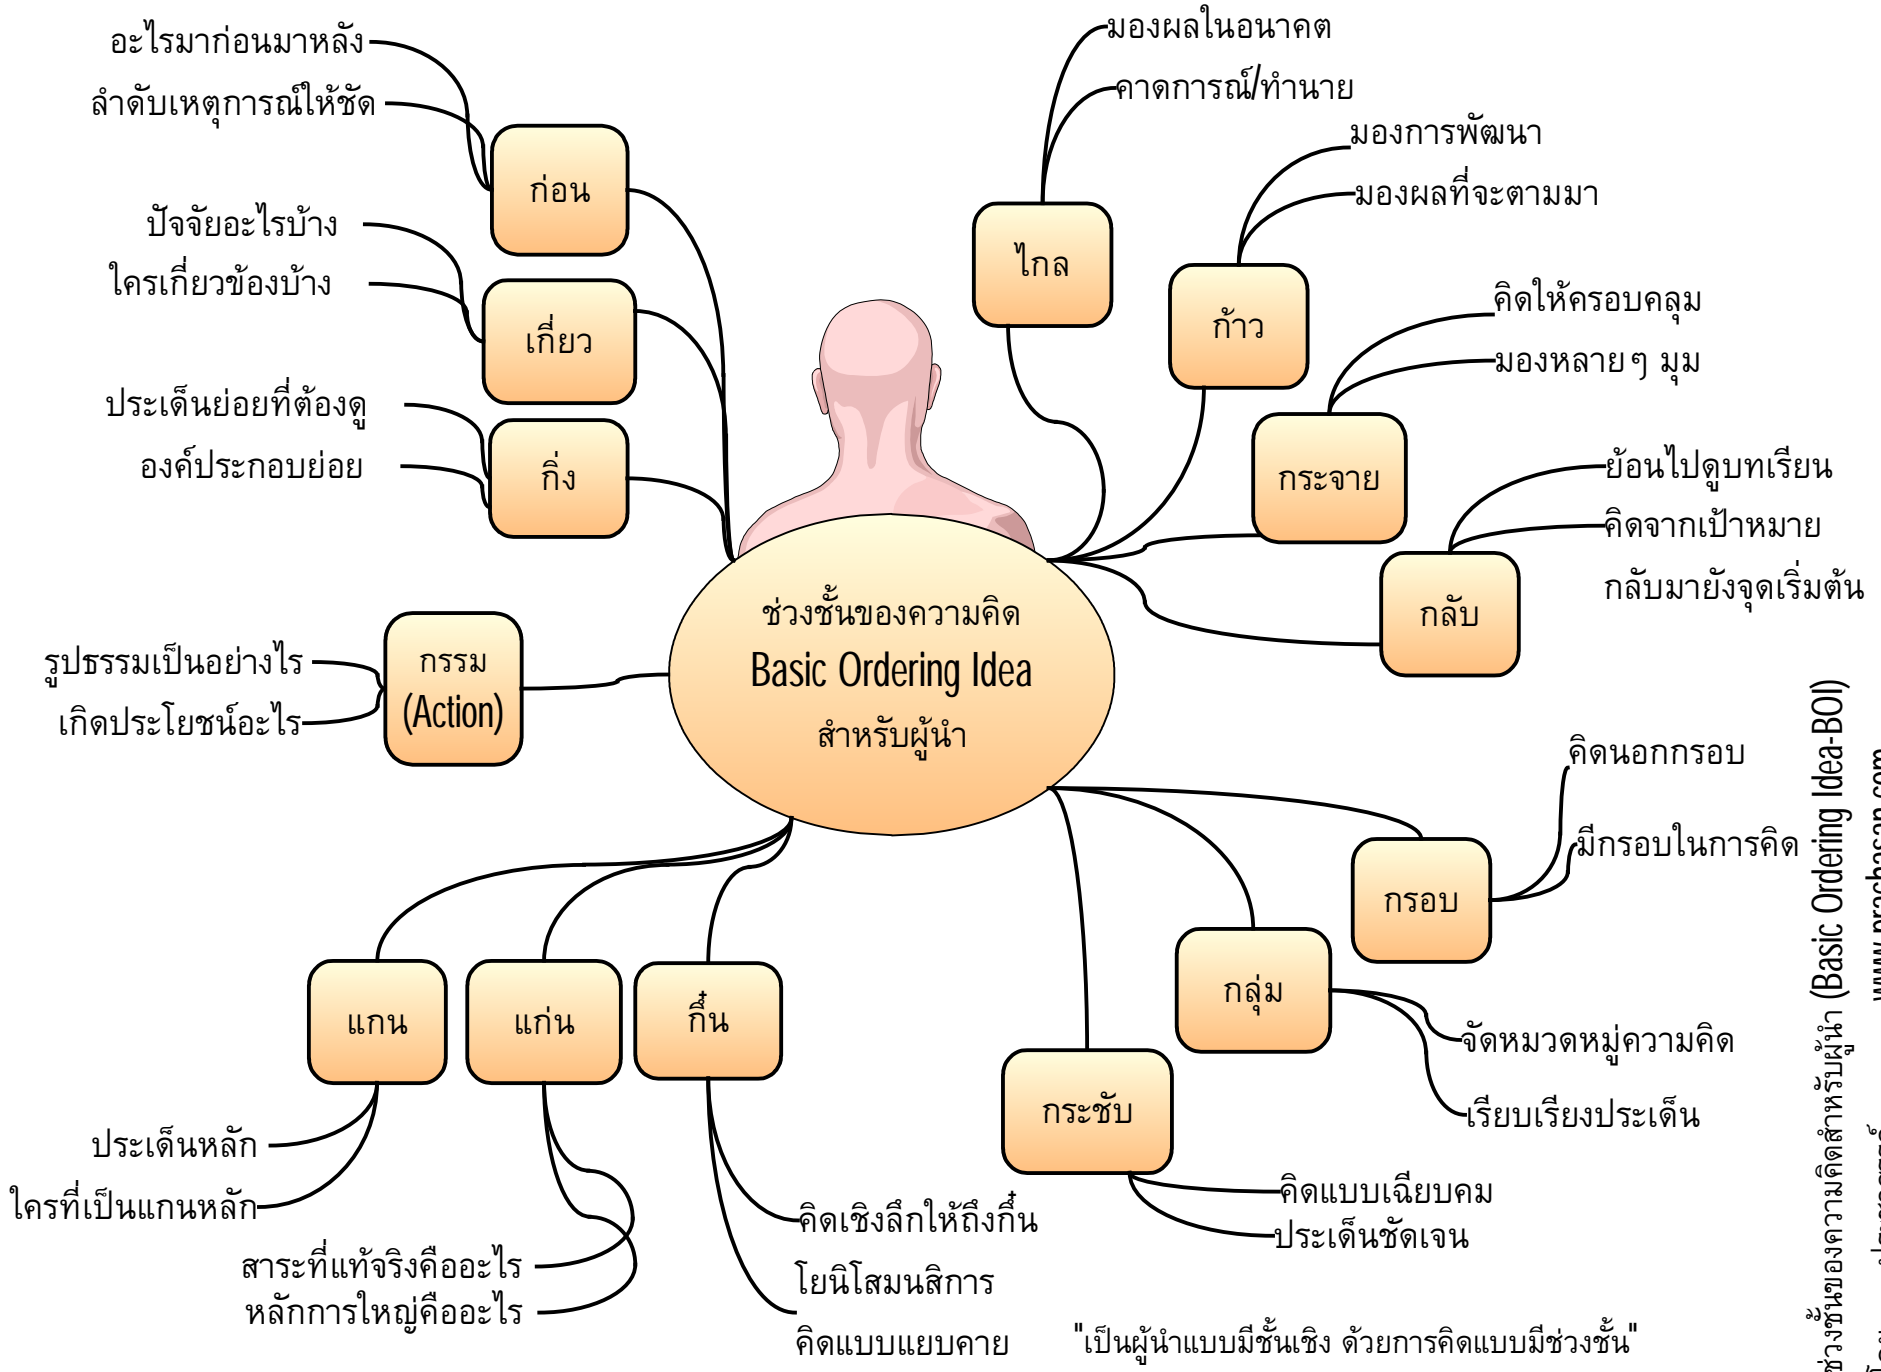 อะไรมาก่อนมาหลัง
ลำดับเหตุการณ์ให้ชัด
ก่อน
ปัจจัยอะไรบ้าง
ใครเกี่ยวข้องบ้าง
เกี่ยว
ประเด็นย่อยที่ต้องดู
องค์ประกอบย่อย
กิ่ง
รูปธรรมเป็นอย่างไร
เกิดประโยชน์อะไร
กรรม
(Action)
มองผลในอนาคต
คาดการณ์/ทำนาย
ไกล
มองการพัฒนา
มองผลที่จะตามมา
ก้าว
คิดให้ครอบคลุม
มองหลายๆ มุม
กระจาย
ย้อนไปดูบทเรียน
คิดจากเป้าหมาย
กลับมายังจุดเริ่มต้น
กลับ
ช่วงชั้นของความคิด
Basic Ordering Idea
สำหรับผู้นำ
คิดนอกกรอบ
มีกรอบในการคิด
กรอบ
กลุ่ม
จัดหมวดหมู่ความคิด
เรียบเรียงประเด็น
กระชับ
คิดแบบเฉียบคม
ประเด็นชัดเจน
แกน
แก่น
กึ๋น
ประเด็นหลัก
ใครที่เป็นแกนหลัก
สาระที่แท้จริงคืออะไร
หลักการใหญ่คืออะไร
คิดเชิงลึกให้ถึงกึ๋น
โยนิโสมนสิการ
คิดแบบแยบคาย
"เป็นผู้นำแบบมีชั้นเชิง ด้วยการคิดแบบมีช่วงชั้น"
ช่วงชั้นของความคิดสำหรับผู้นำ (Basic Ordering Idea-BOI)